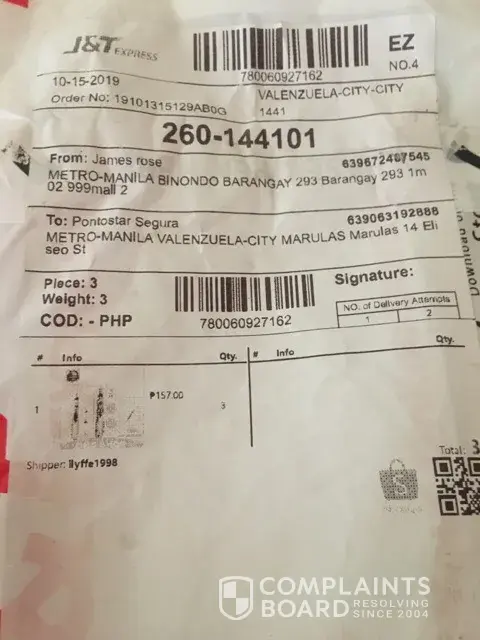 J&T EXPRESS
EZ
NO.4
780060927162
10-15-2019
Order No: 19101315129AB0G
VALENZUELA-CITY-CITY
1441
260-144101
From: James rose
639672487545
METRO-MANILA BINONDO BARANGAY 293 Barangay 293 1m
02 999mall 2
To: Pontostar Segura
639063192888
METRO-MANILA VALENZUELA-CITY MARULAS Marulas 14 Eli
seo St
Piece: 3
Weight: 3
COD: - PHP
780060927162
Signature:
NO. of Delivery Attempts
1 2
# Info Qty. # Info Qty.
1 ₱157.00 3
Shipper: llyffe1998
Total: 3
COMPLAINTS
BOARD RESOLVING
SINCE 2004